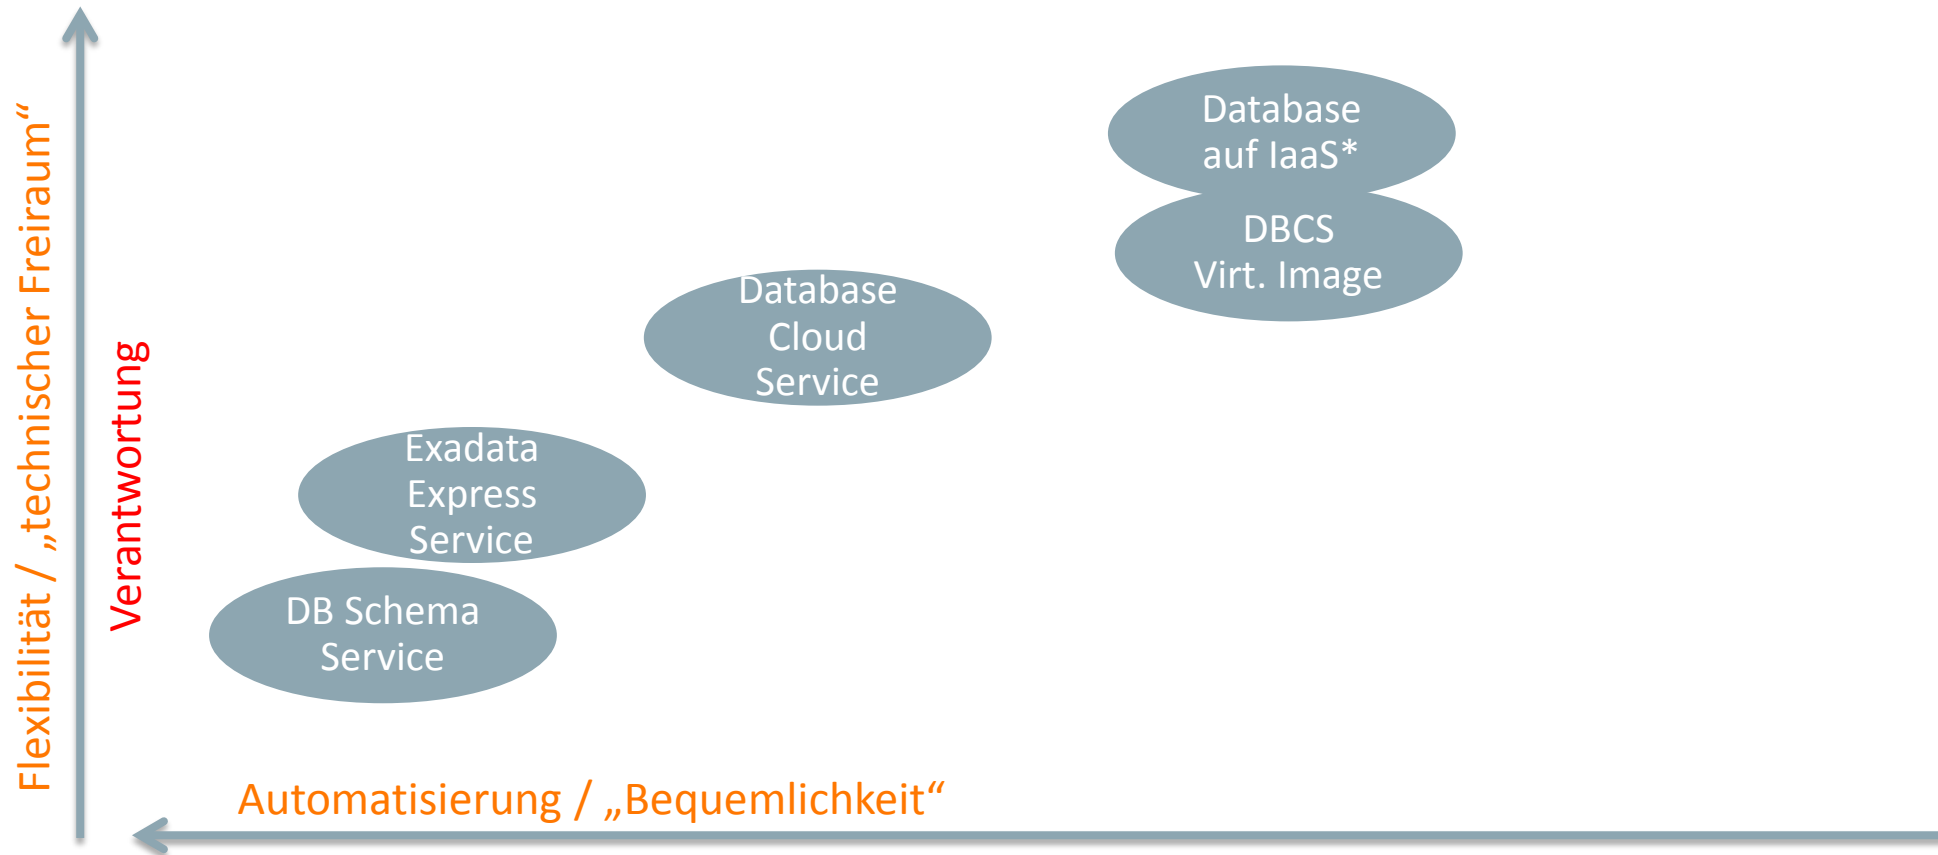 Flexibilität / „technischer Freiraum“
Verantwortung
Database
auf IaaS*
DBCS
Virt. Image
Database
Cloud
Service
Exadata
Express
Service
DB Schema
Service
Automatisierung / „Bequemlichkeit“